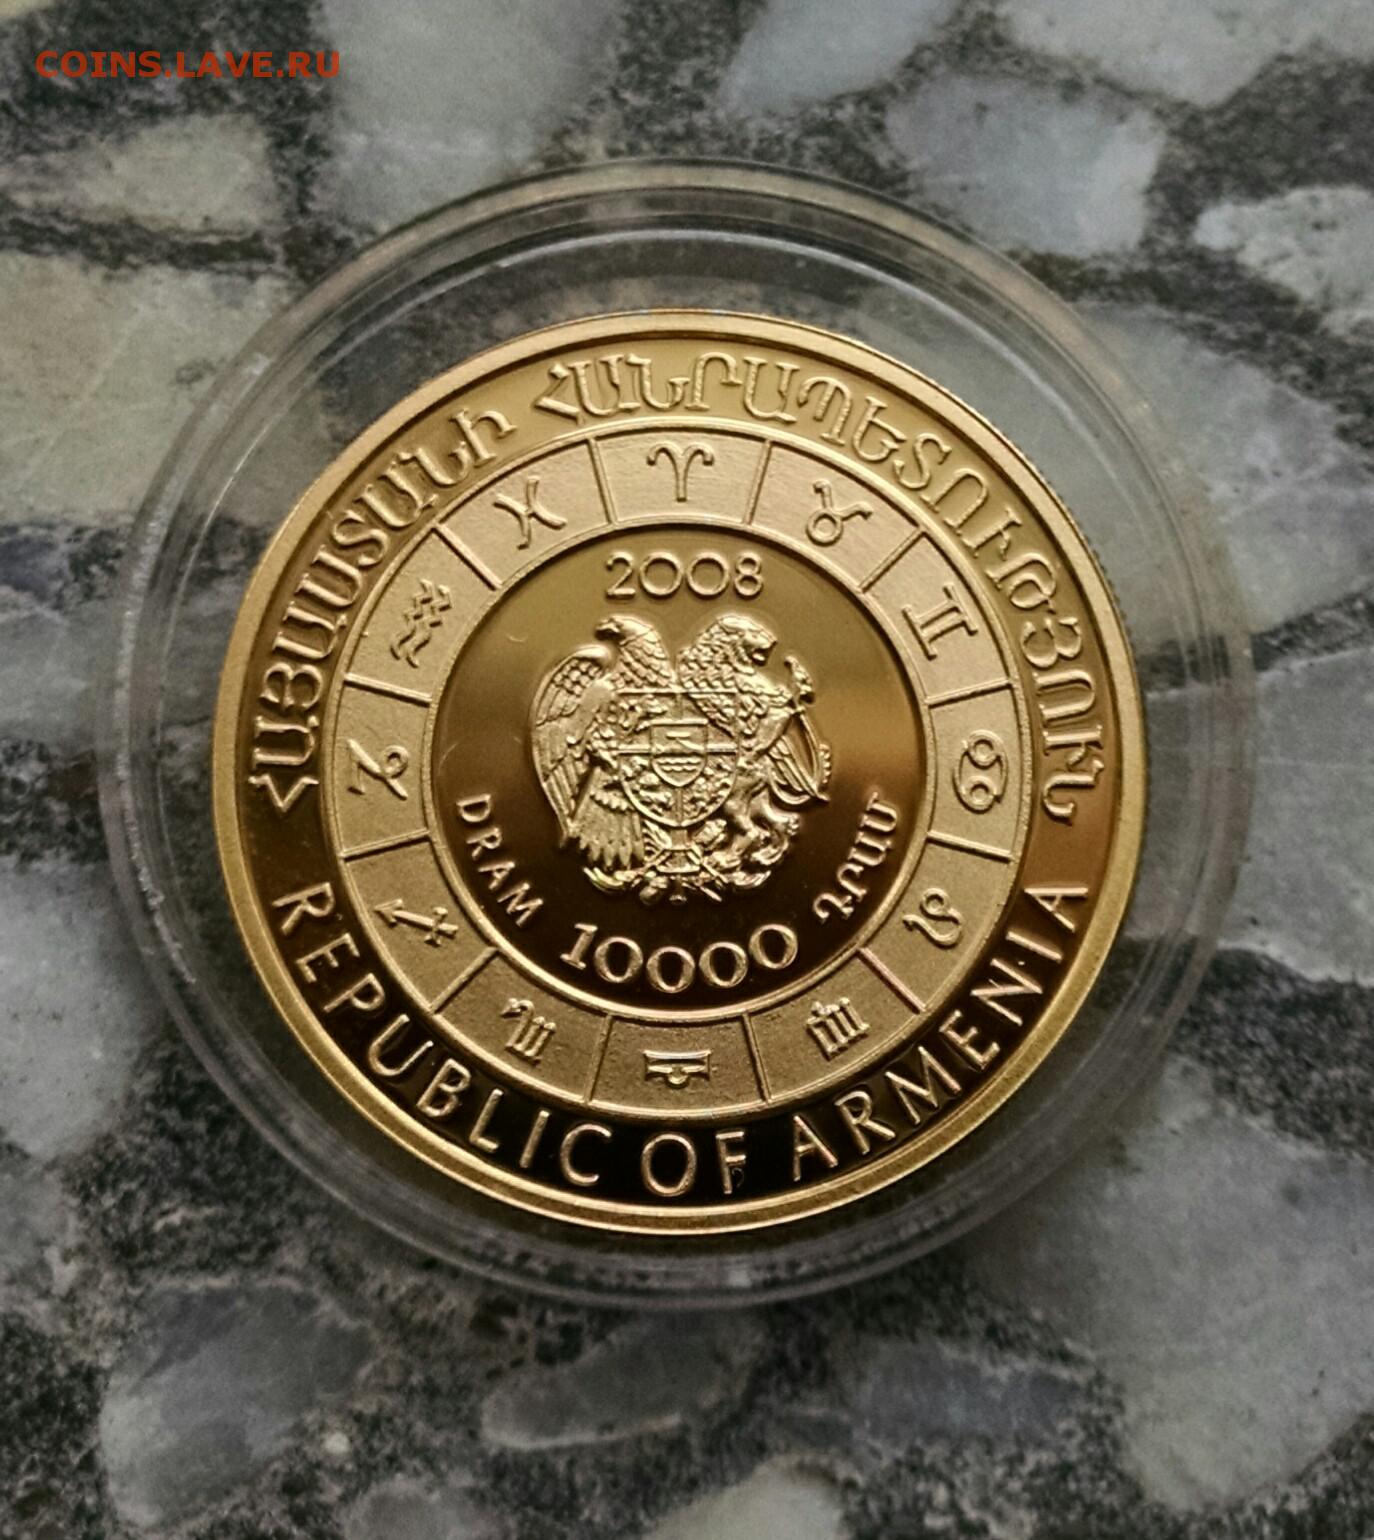 COINS.LAVE.RU
ՀԱՅԱՍՏԱՆԻ ՀԱՆՐԱՊԵՏՈՒԹՅՈՒՆ
2008
DRAM 10000 ԴՐԱՄ
REPUBLIC OF ARMENIA